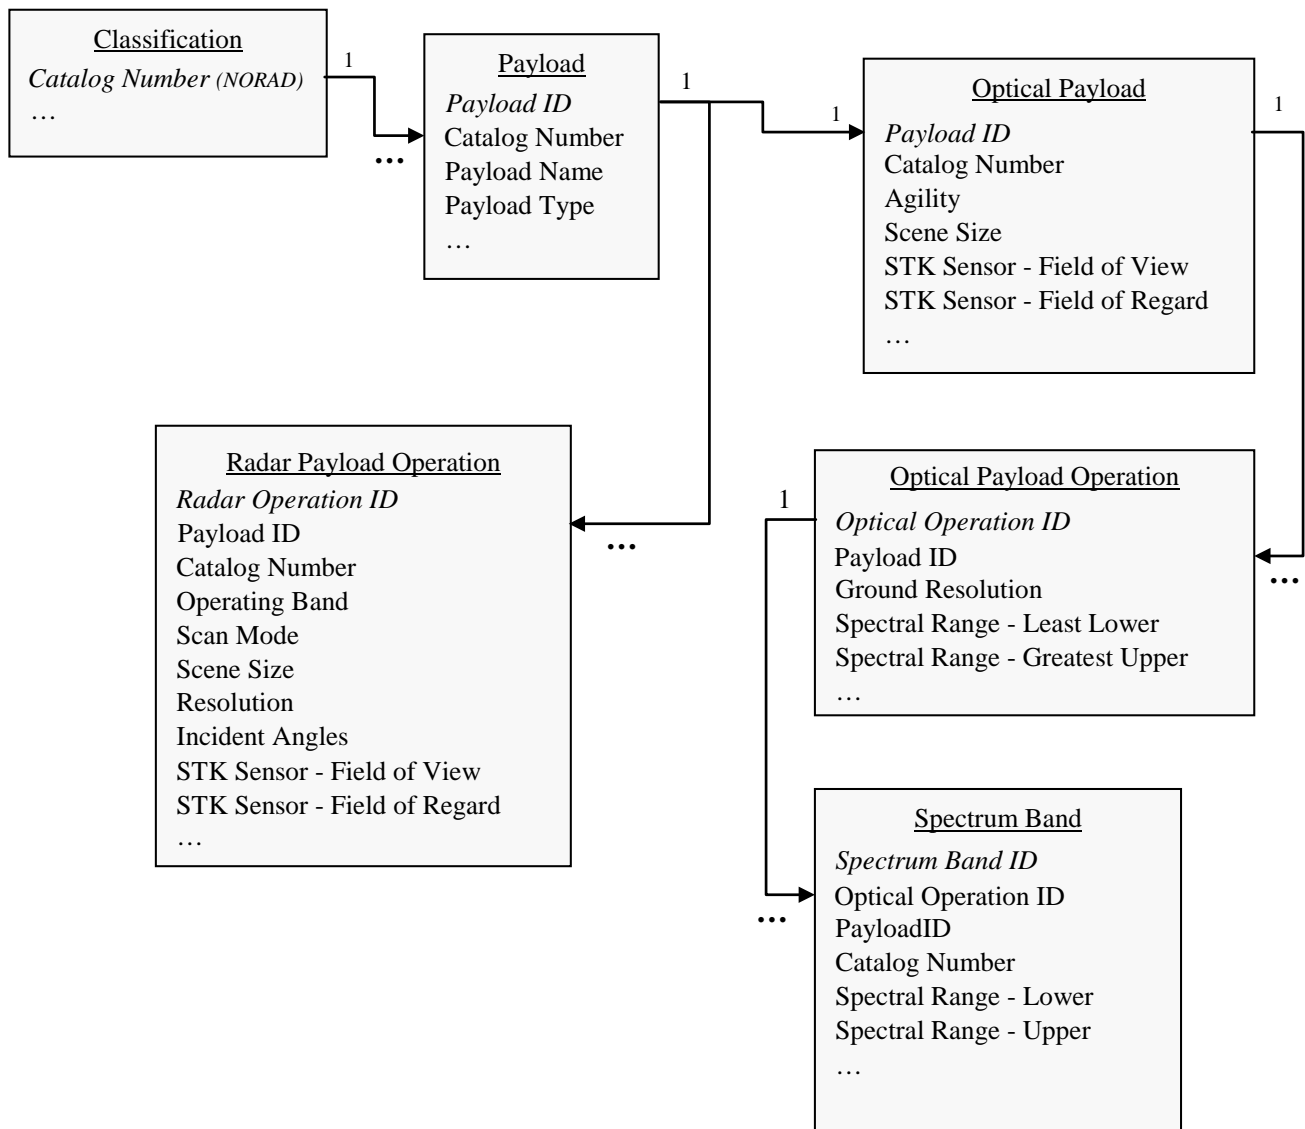 Classification
Catalog Number (NORAD)
…
1
...
Payload
Payload ID
Catalog Number
Payload Name
Payload Type
…
1
1
Optical Payload
Payload ID
Catalog Number
Agility
Scene Size
STK Sensor - Field of View
STK Sensor - Field of Regard
…
1
...
Radar Payload Operation
Radar Operation ID
Payload ID
Catalog Number
Operating Band
Scan Mode
Scene Size
Resolution
Incident Angles
STK Sensor - Field of View
STK Sensor - Field of Regard
…
...
Optical Payload Operation
Optical Operation ID
Payload ID
Ground Resolution
Spectral Range - Least Lower
Spectral Range - Greatest Upper
…
1
...
Spectrum Band
Spectrum Band ID
Optical Operation ID
PayloadID
Catalog Number
Spectral Range - Lower
Spectral Range - Upper
…